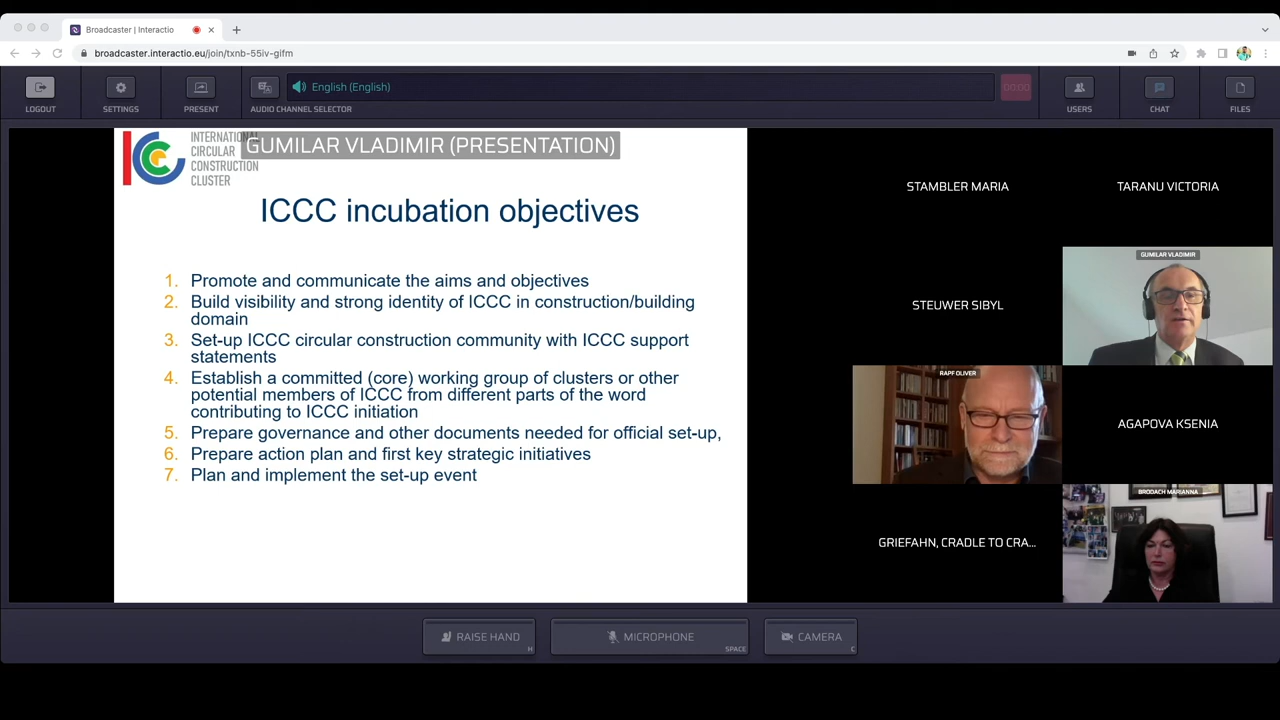 Broadcaster | Interactio
broadcaster.interactio.eu/join/txnb-55iv-gifm
English (English)
00:00
LOGOUT
SETTINGS
PRESENT
AUDIO CHANNEL SELECTOR
USERS
CHAT
FILES
INTERNATIONAL
CIRCULAR
CONSTRUCTION
CLUSTER
GUMILAR VLADIMIR (PRESENTATION)
ICCC incubation objectives
1. Promote and communicate the aims and objectives
2. Build visibility and strong identity of ICCC in construction/building
domain
3. Set-up ICCC circular construction community with ICCC support
statements
4. Establish a committed (core) working group of clusters or other
potential members of ICCC from different parts of the word
contributing to ICCC initiation
5. Prepare governance and other documents needed for official set-up,
6. Prepare action plan and first key strategic initiatives
7. Plan and implement the set-up event
STAMBLER MARIA
TARANU VICTORIA
STEUWER SIBYL
GUMILAR VLADIMIR
RAPF OLIVER
AGAPOVA KSENIA
GRIEFAHN, CRADLE TO CRA...
BRODACH MARIANNA
RAISE HAND
H
MICROPHONE
SPACE
CAMERA
C